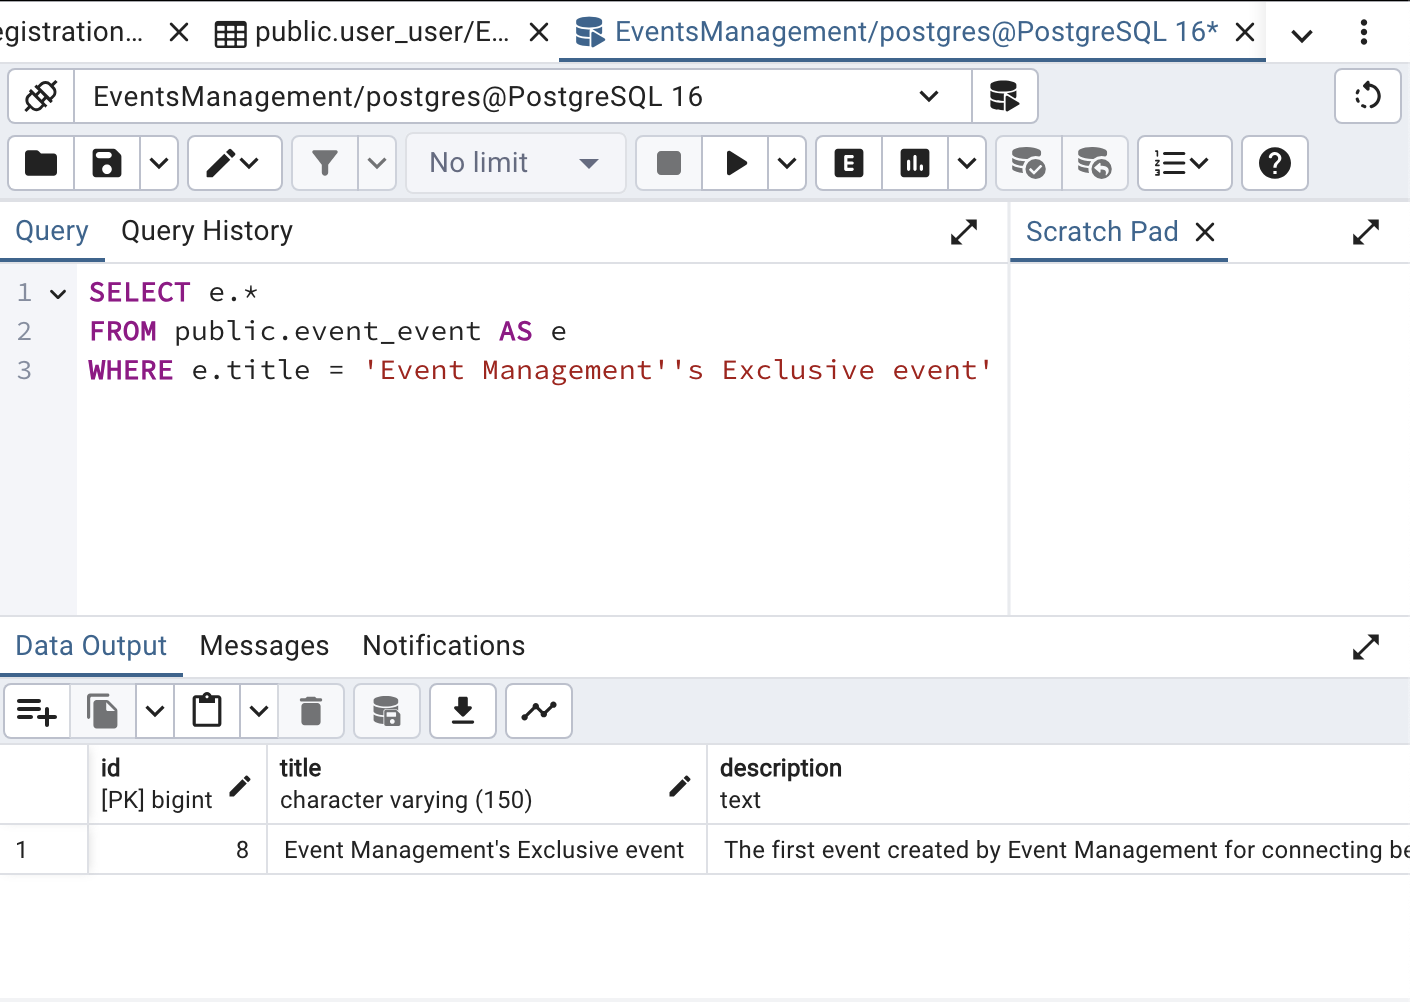 egistration...
public.user_user/E...
EventsManagement/postgres@PostgreSQL 16*
EventsManagement/postgres@PostgreSQL 16
No limit
E
Query
Query History
Scratch Pad
1 SELECT e.*
2 FROM public.event_event AS e
3 WHERE e.title = 'Event Management''s Exclusive event'
Data Output
Messages
Notifications
id
[PK] bigint
title
character varying (150)
description
text
1
8
Event Management's Exclusive event
The first event created by Event Management for connecting be